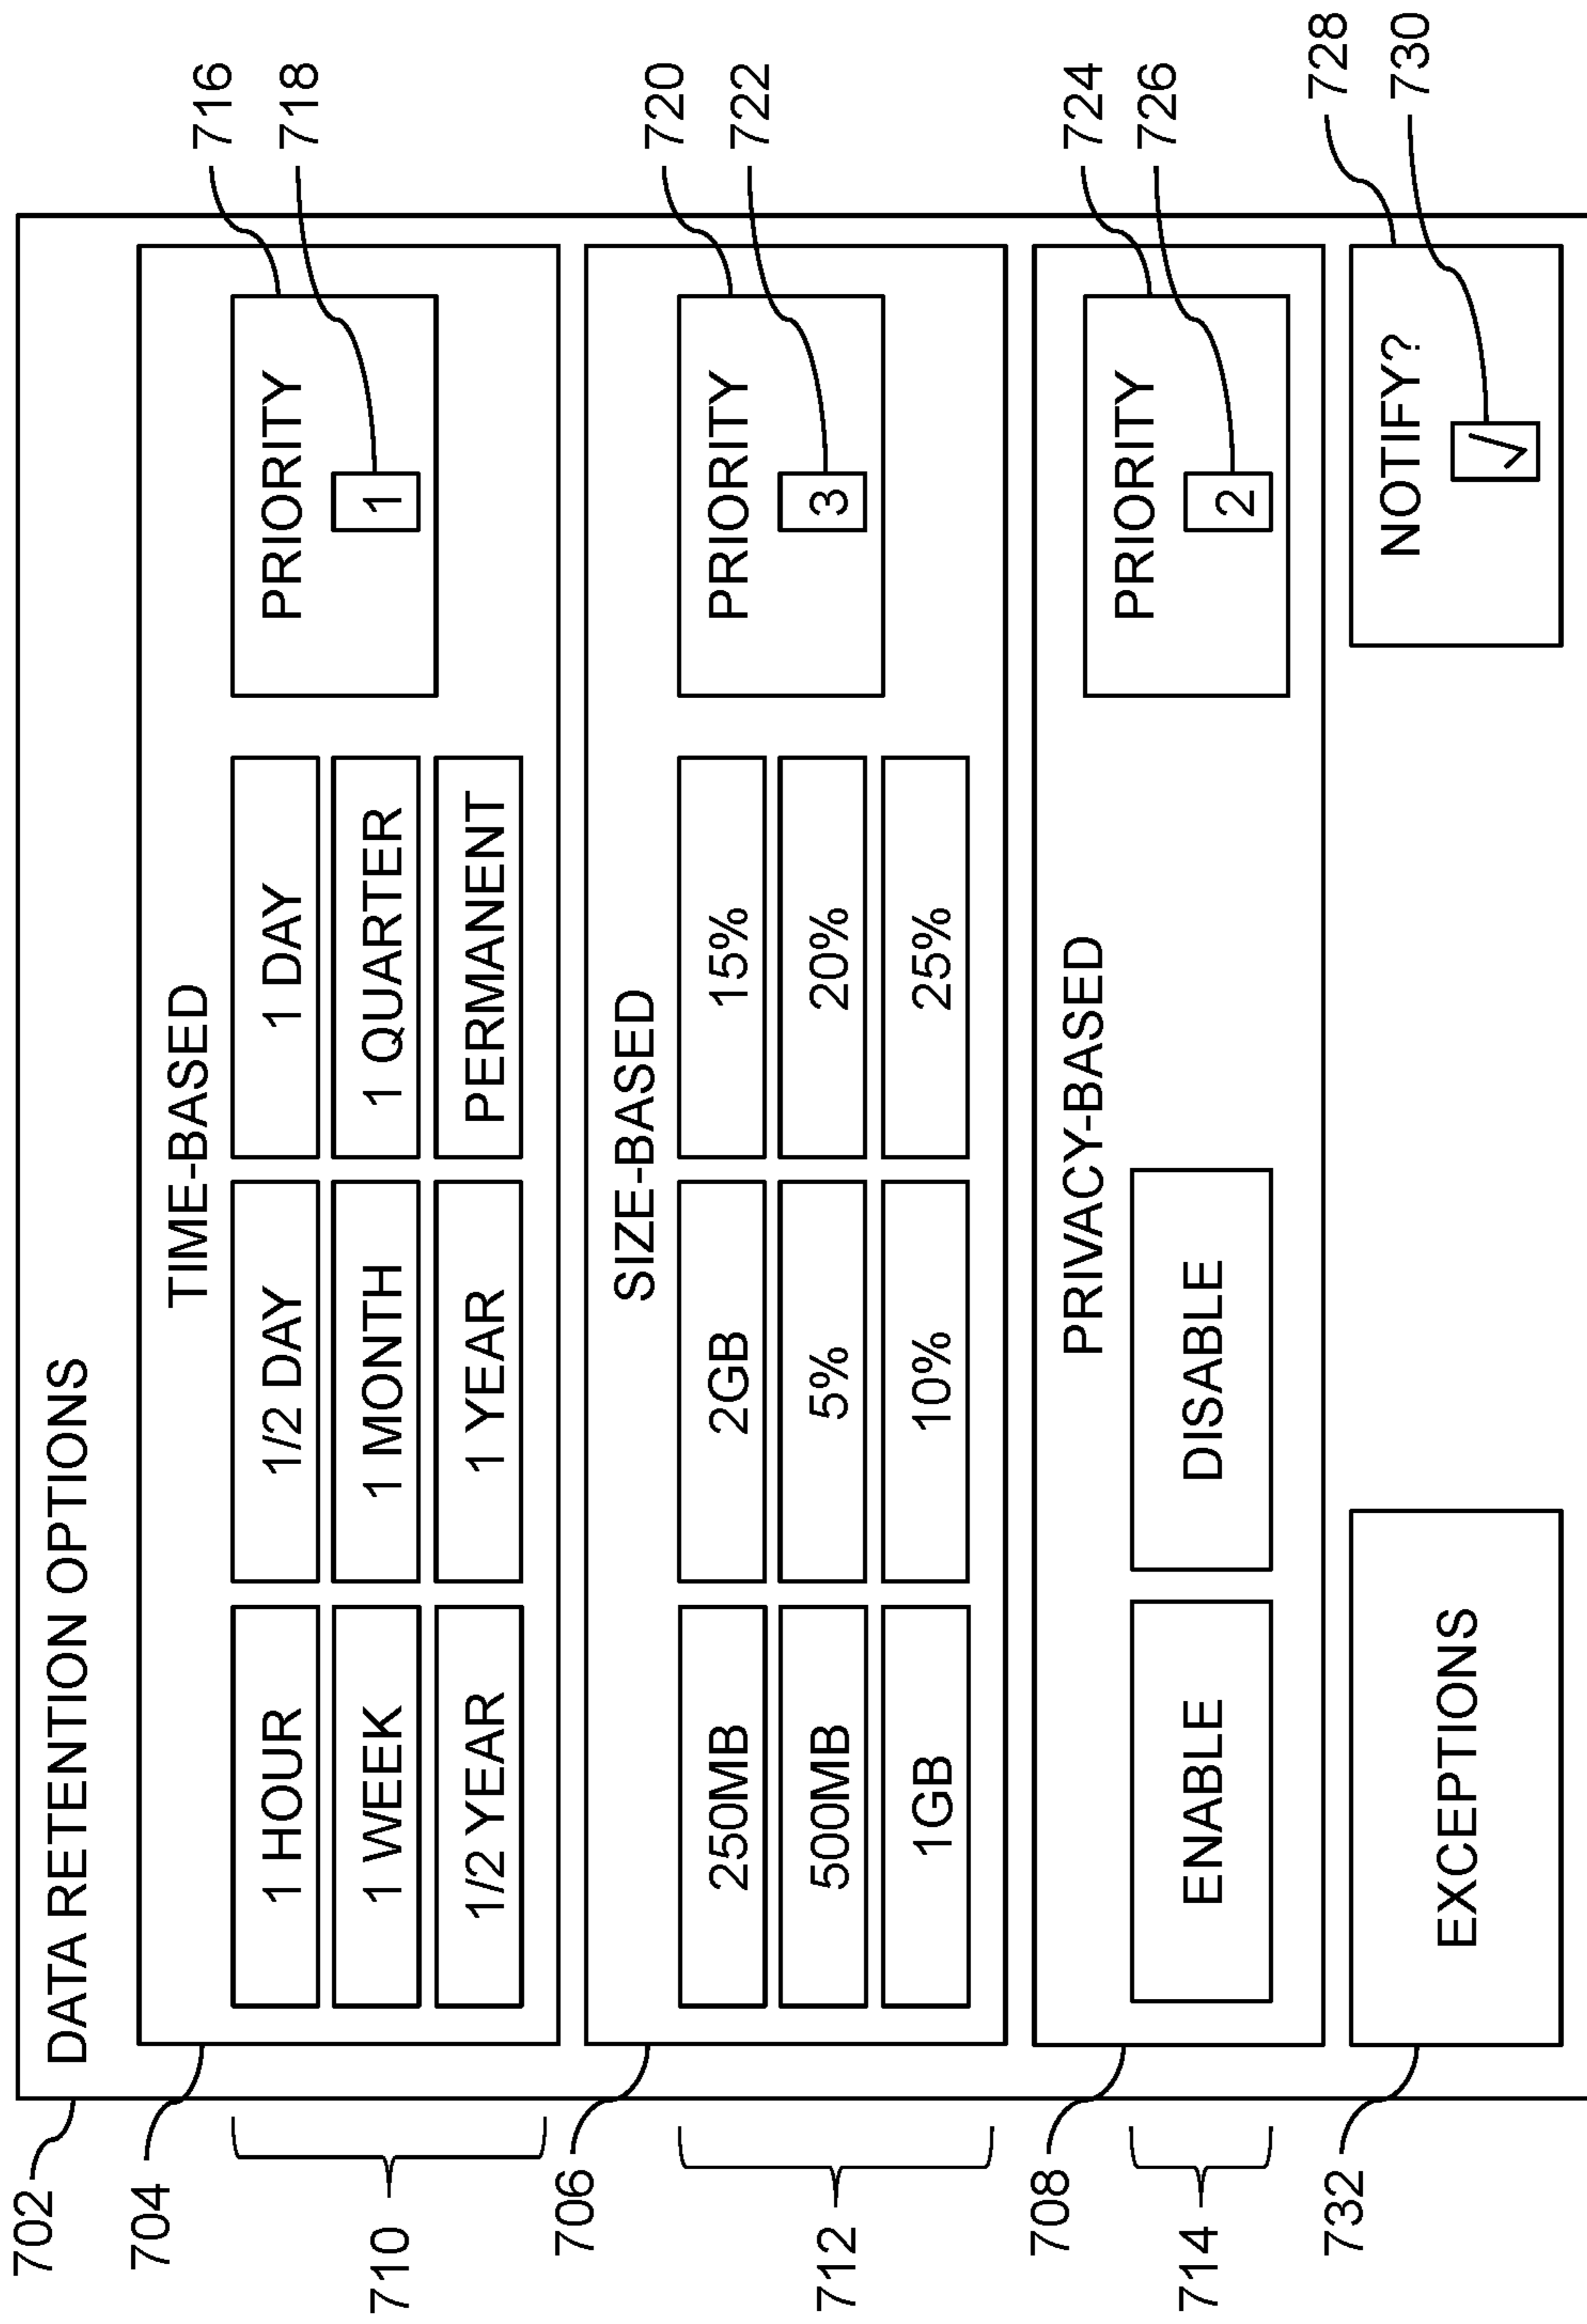 702
DATA RETENTION OPTIONS
704
TIME-BASED
710
1 HOUR
1/2 DAY
1 DAY
1 WEEK
1 MONTH
1 QUARTER
1/2 YEAR
1 YEAR
PERMANENT
PRIORITY
1
716
718
706
SIZE-BASED
712
250MB
2GB
15%
500MB
5%
20%
1GB
10%
25%
PRIORITY
3
720
722
708
PRIVACY-BASED
714
ENABLE
DISABLE
PRIORITY
2
724
726
732
EXCEPTIONS
NOTIFY?
√
728
730